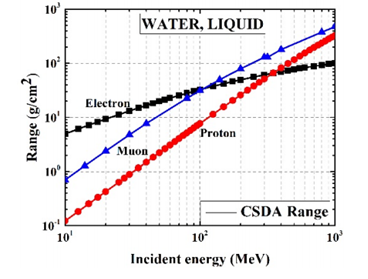 WATER, LIQUID
Range (g/cm²)
10³
10²
10¹
10⁰
10⁻¹
Electron
Muon
Proton
CSDA Range
10¹
10²
10³
Incident energy (MeV)